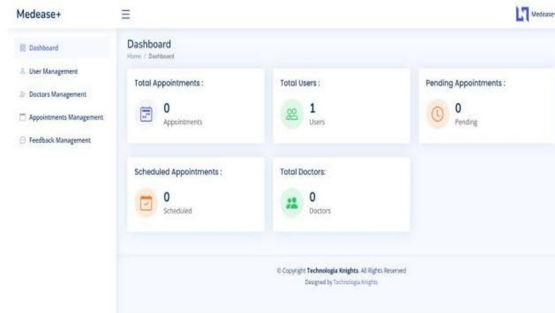 Medease+
Medease+
Dashboard
User Management
Doctors Management
Appointments Management
Feedback Management
Dashboard
Home / Dashboard
Total Appointments :
0
Appointments
Total Users :
1
Users
Pending Appointments :
0
Pending
Scheduled Appointments :
0
Scheduled
Total Doctors:
0
Doctors
© Copyright Technologia Knights. All Rights Reserved
Designed by Technologia Knights